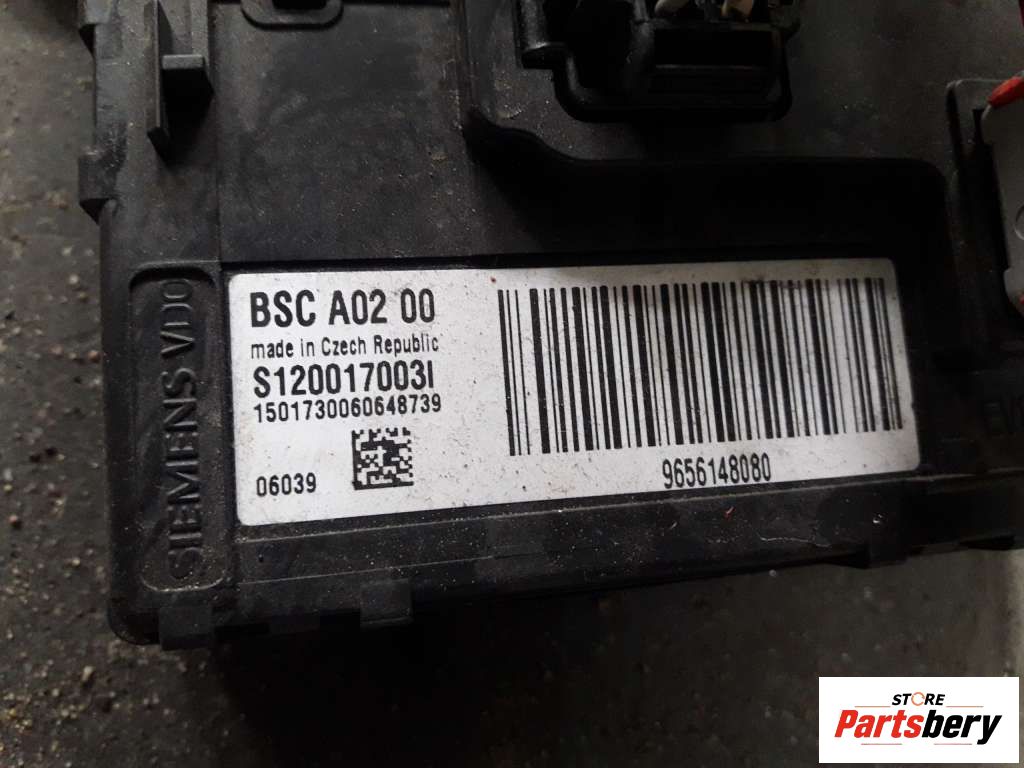 SIEMENS VDO
BSC A02 00
made in Czech Republic
S120017003I
1501730060648739
06039
9656148080
STORE
Partsbery